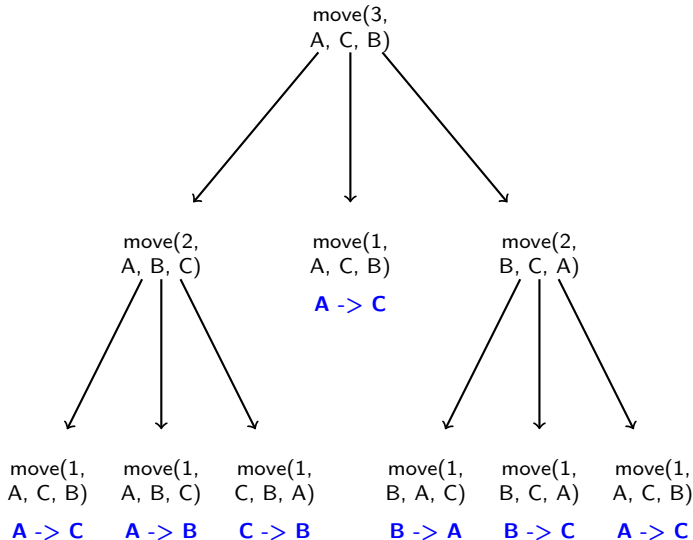 move(3,
A, C, B)
move(2,
A, B, C)
move(1,
A, C, B)
A -> C
move(2,
B, C, A)
move(1,
A, C, B)
A -> C
move(1,
A, B, C)
A -> B
move(1,
C, B, A)
C -> B
move(1,
B, A, C)
B -> A
move(1,
B, C, A)
B -> C
move(1,
A, C, B)
A -> C